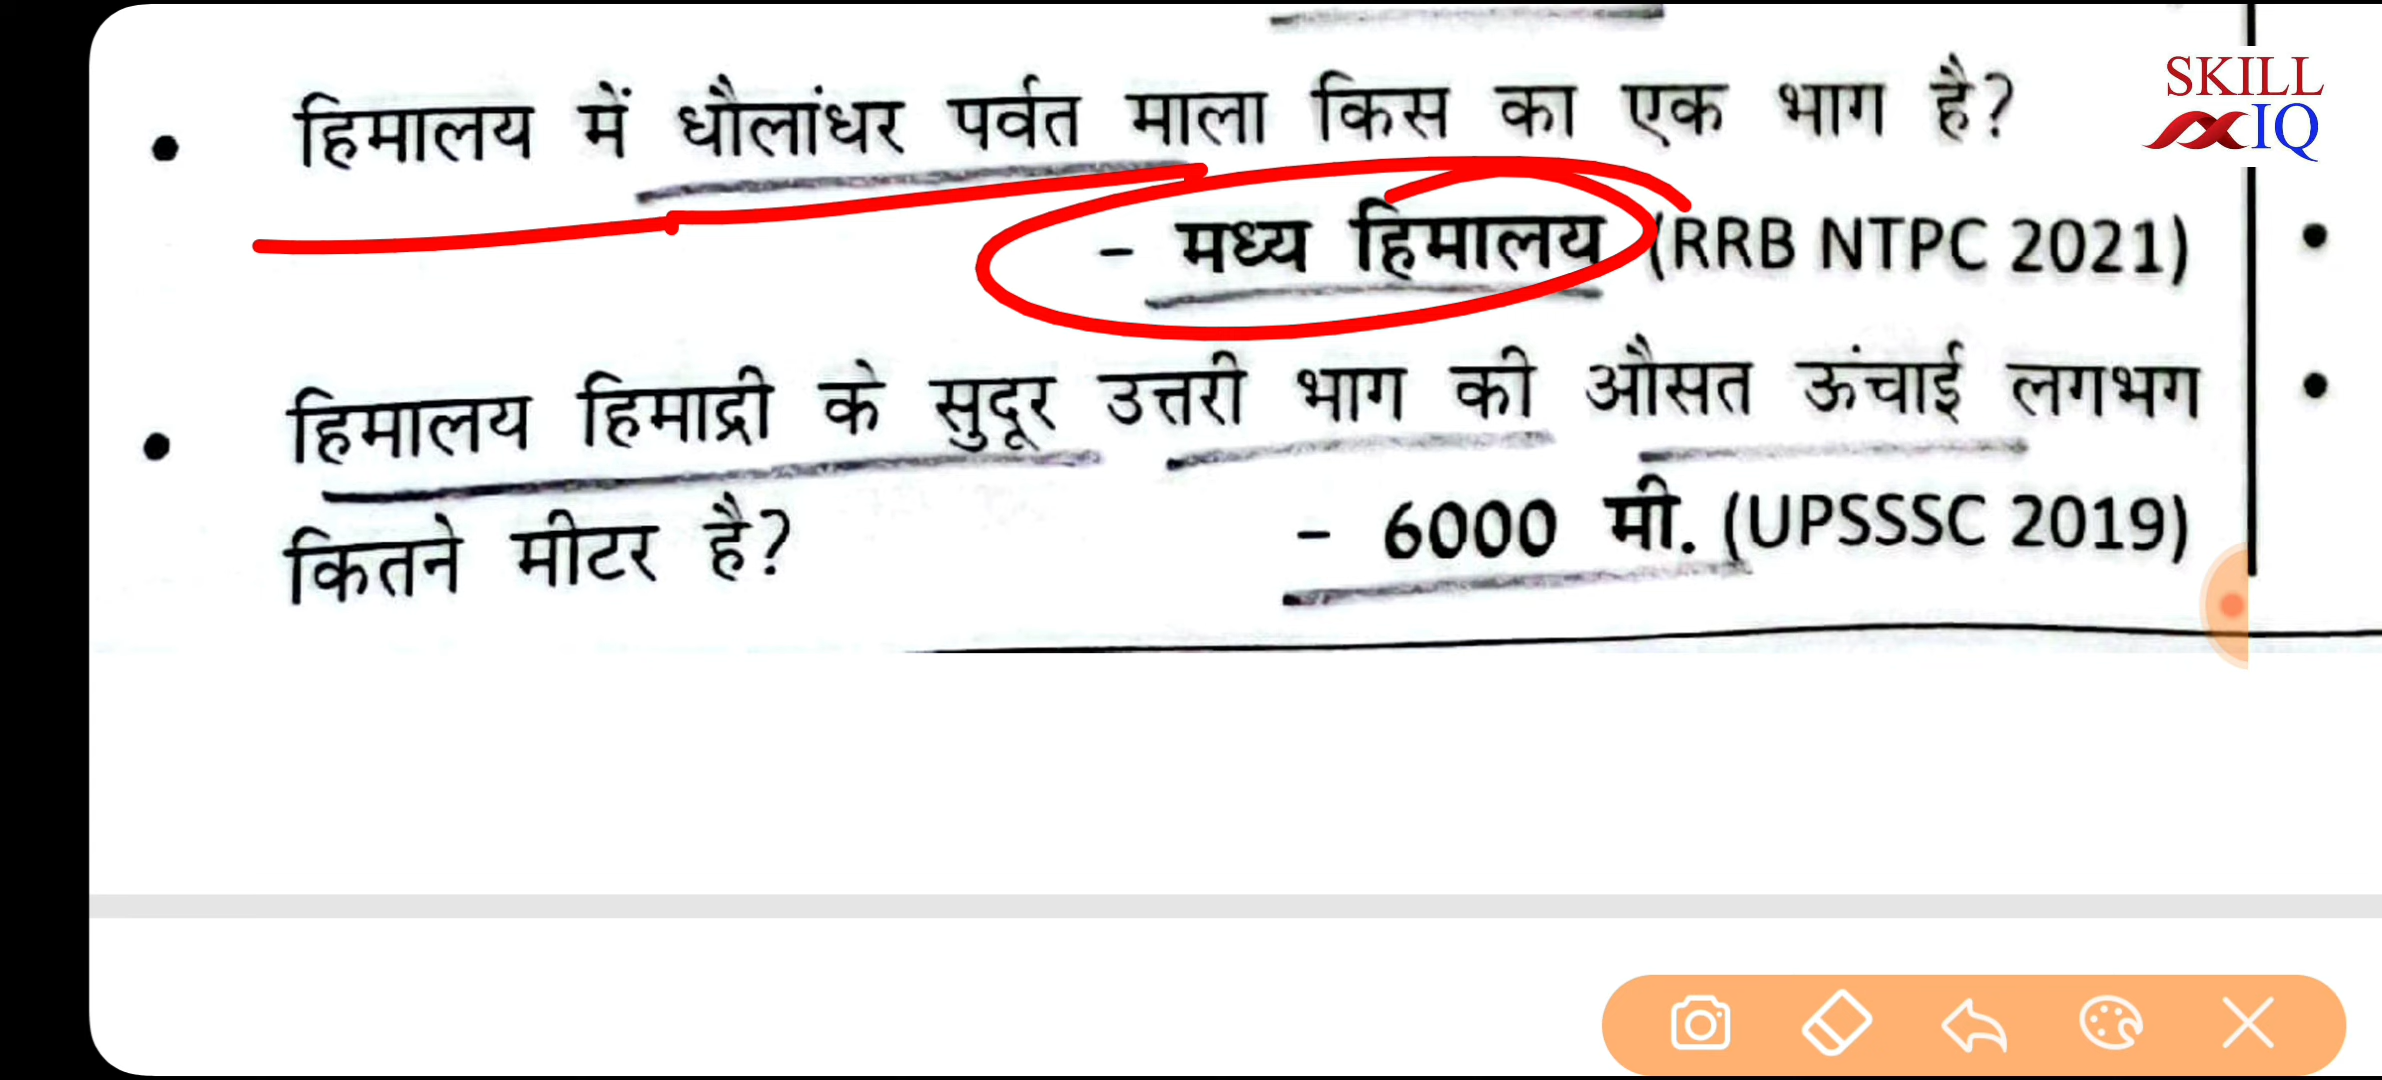 SKILL
IQ
• हिमालय में धौलांधर पर्वत माला किस का एक भाग है?
- मध्य हिमालय (RRB NTPC 2021)
• हिमालय हिमाद्री के सुदूर उत्तरी भाग की औसत ऊंचाई लगभग
कितने मीटर है? - 6000 मी. (UPSSSC 2019)